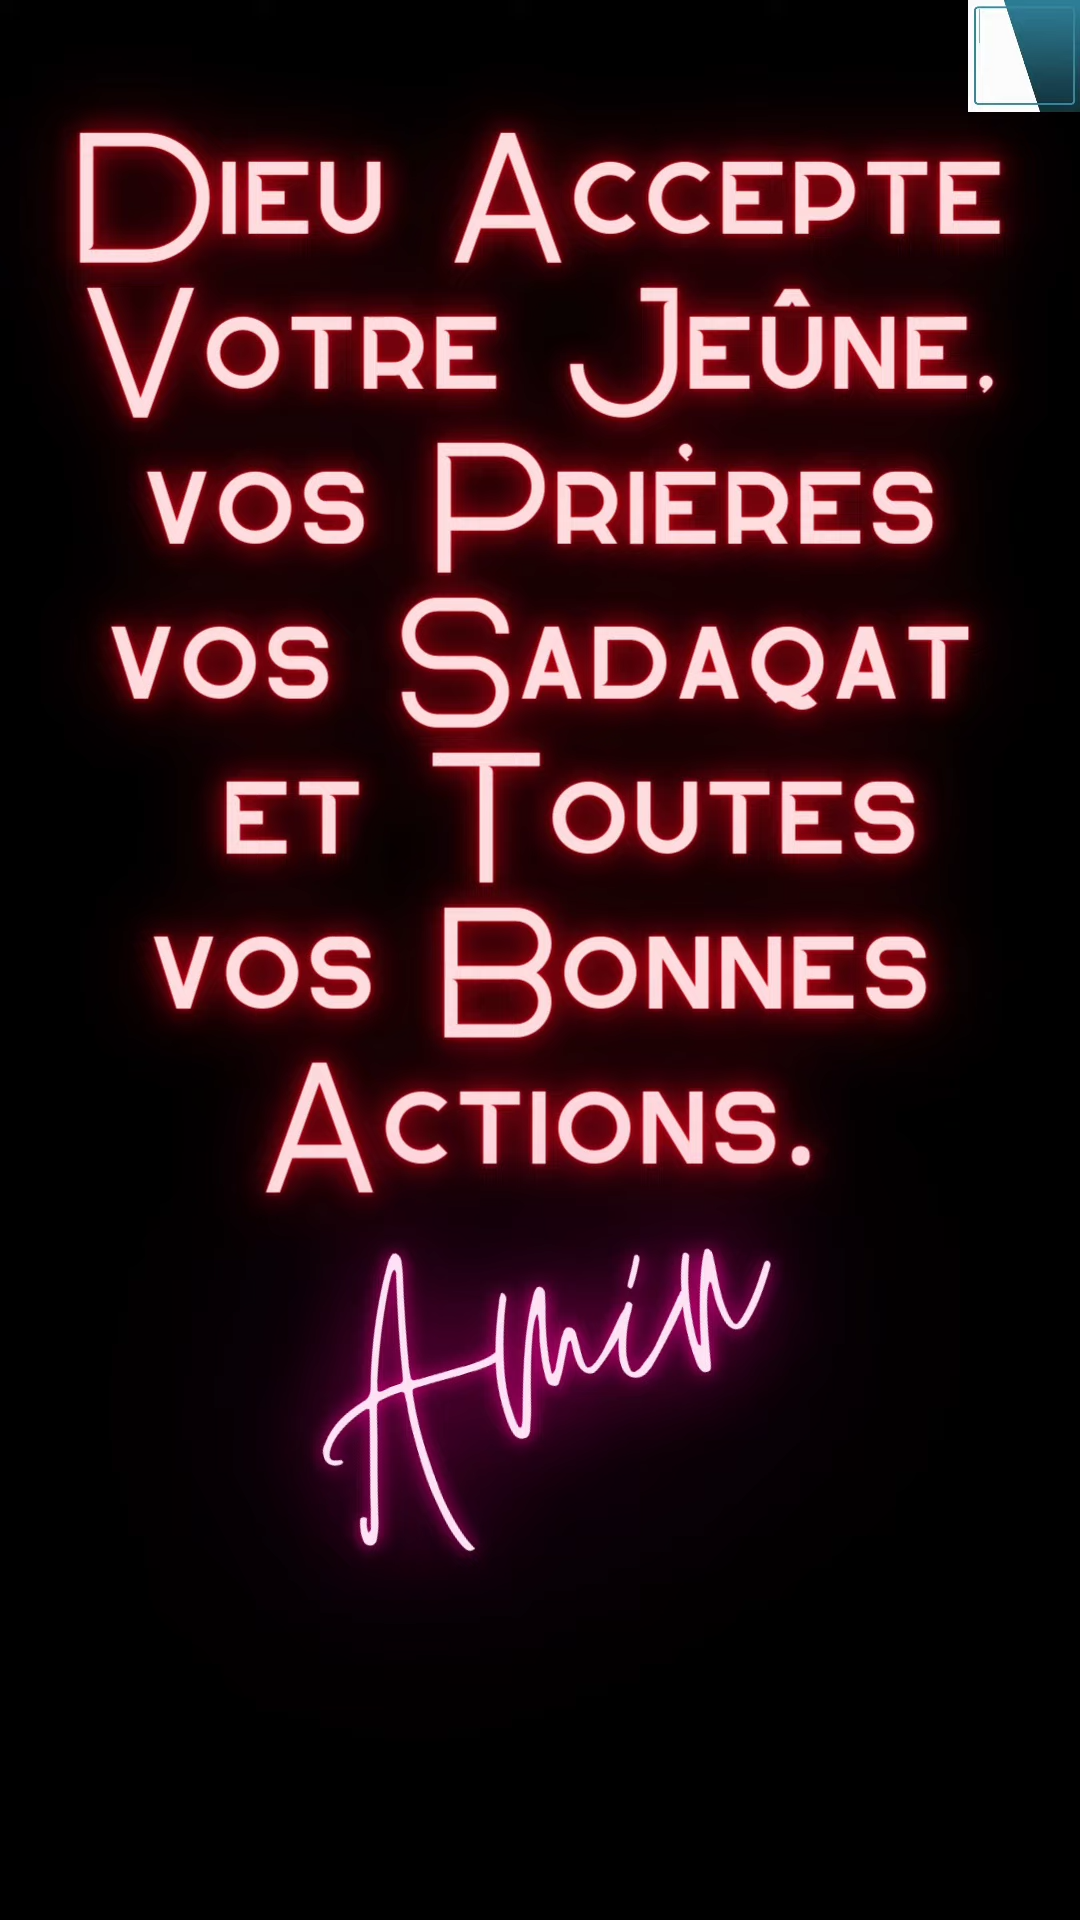 Dieu Accepte
Votre Jeûne,
vos Prières
vos Sadaqat
et Toutes
vos Bonnes
Actions.
Amin